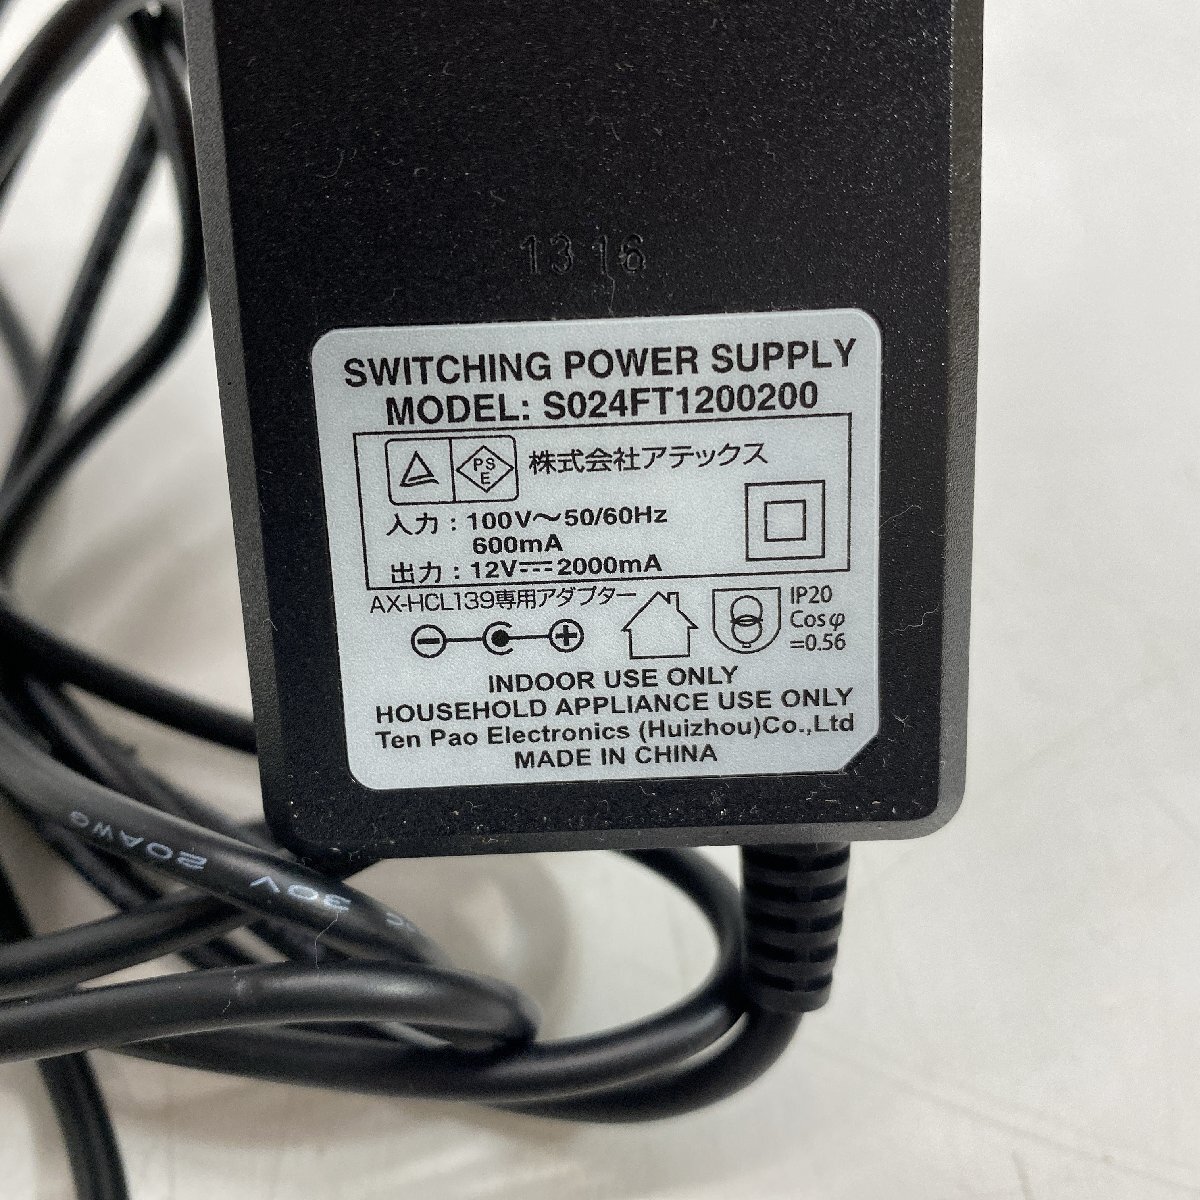 1316
SWITCHING POWER SUPPLY
MODEL: S024FT1200200
PS
E
株式会社アテックス
入力 : 100V～50/60Hz
600mA
出力 : 12V⎓2000mA
AX-HCL139専用アダプター
IP20
Cosφ
=0.56
INDOOR USE ONLY
HOUSEHOLD APPLIANCE USE ONLY
Ten Pao Electronics (Huizhou)Co.,Ltd
MADE IN CHINA
20AWG
30V